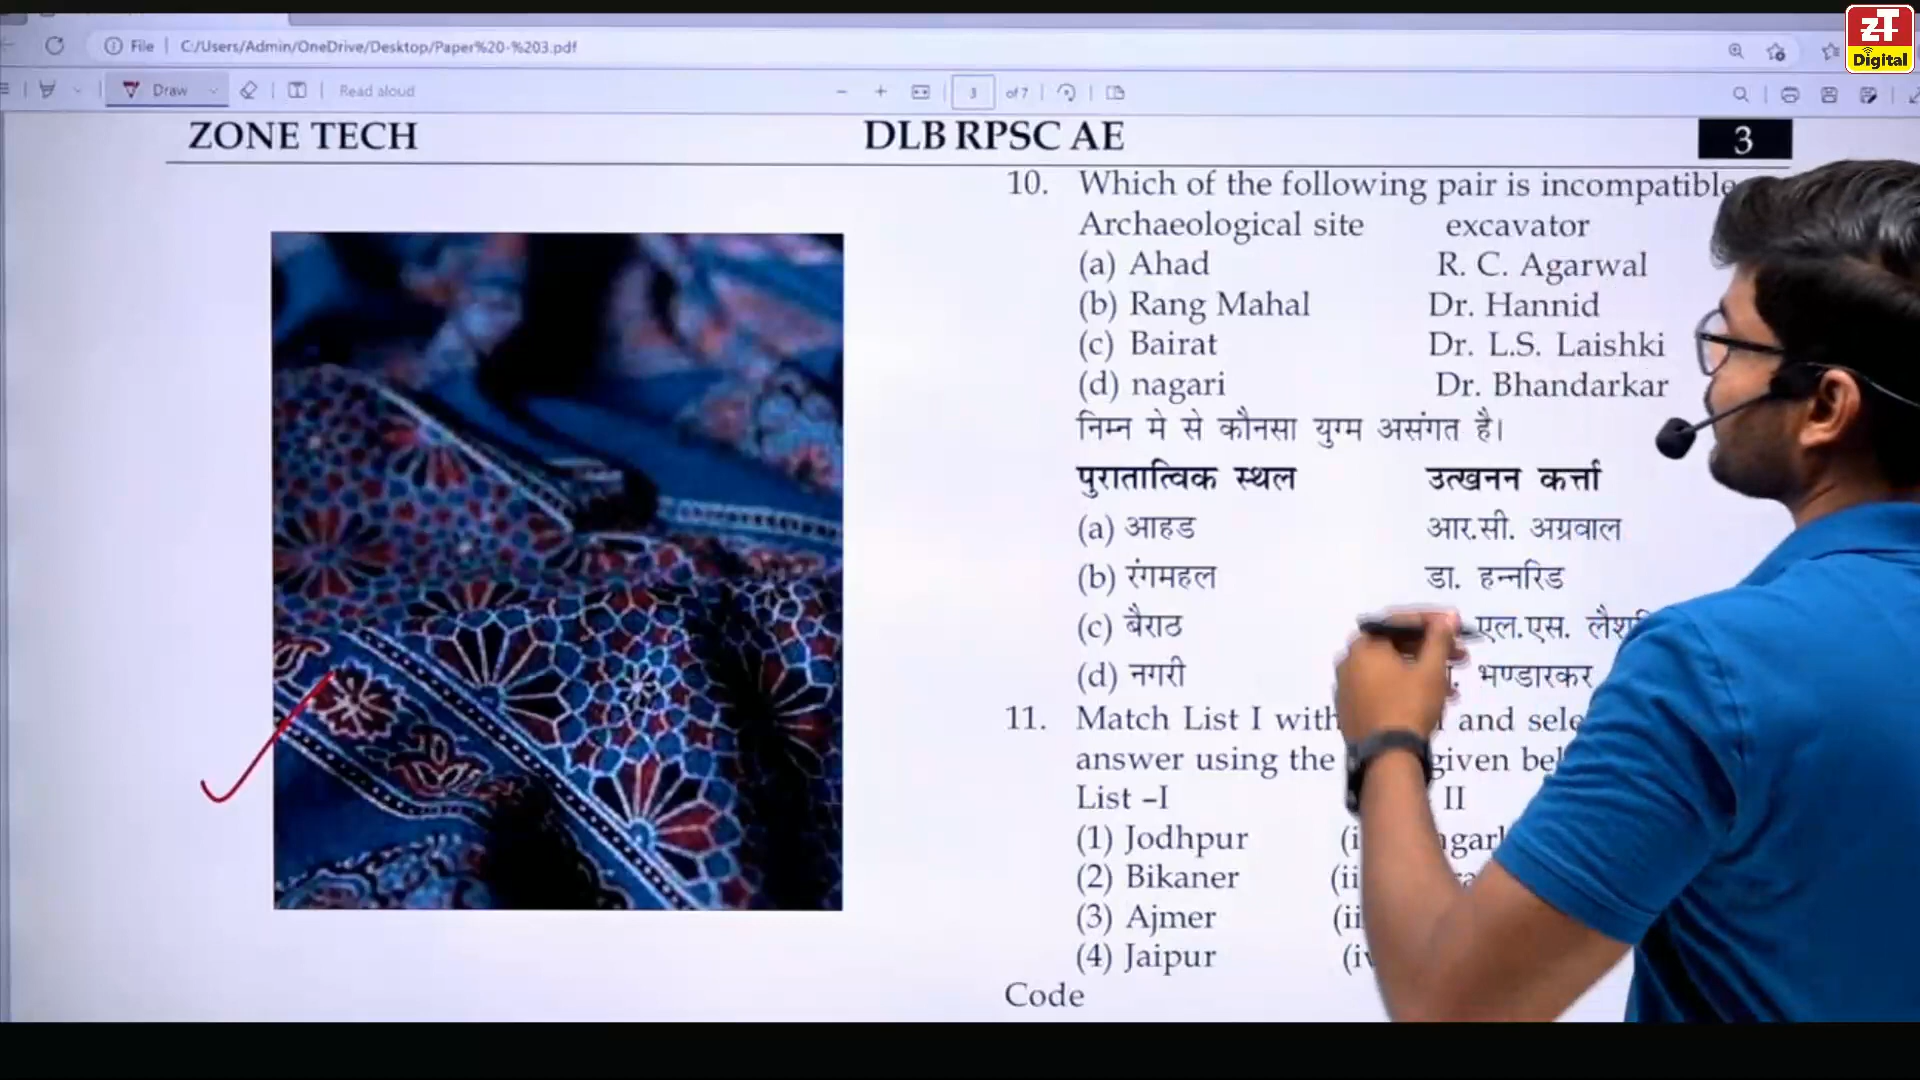 zT
Digital
File C:/Users/Admin/OneDrive/Desktop/Paper%20-%203.pdf
Draw Read aloud 3 of 7
ZONE TECH DLB RPSC AE 3
10. Which of the following pair is incompatible
Archaeological site excavator
(a) Ahad R. C. Agarwal
(b) Rang Mahal Dr. Hannid
(c) Bairat Dr. L.S. Laishki
(d) nagari Dr. Bhandarkar
निम्न मे से कौनसा युग्म असंगत है।
पुरातात्विक स्थल उत्खनन कर्त्ता
(a) आहड आर.सी. अग्रवाल
(b) रंगमहल डा. हन्नरिड
(c) बैराठ एल.एस.
(d) नगरी भण्डारकर
11. Match List I with and
answer using the given
List –I II
(1) Jodhpur
(2) Bikaner
(3) Ajmer
(4) Jaipur
Code